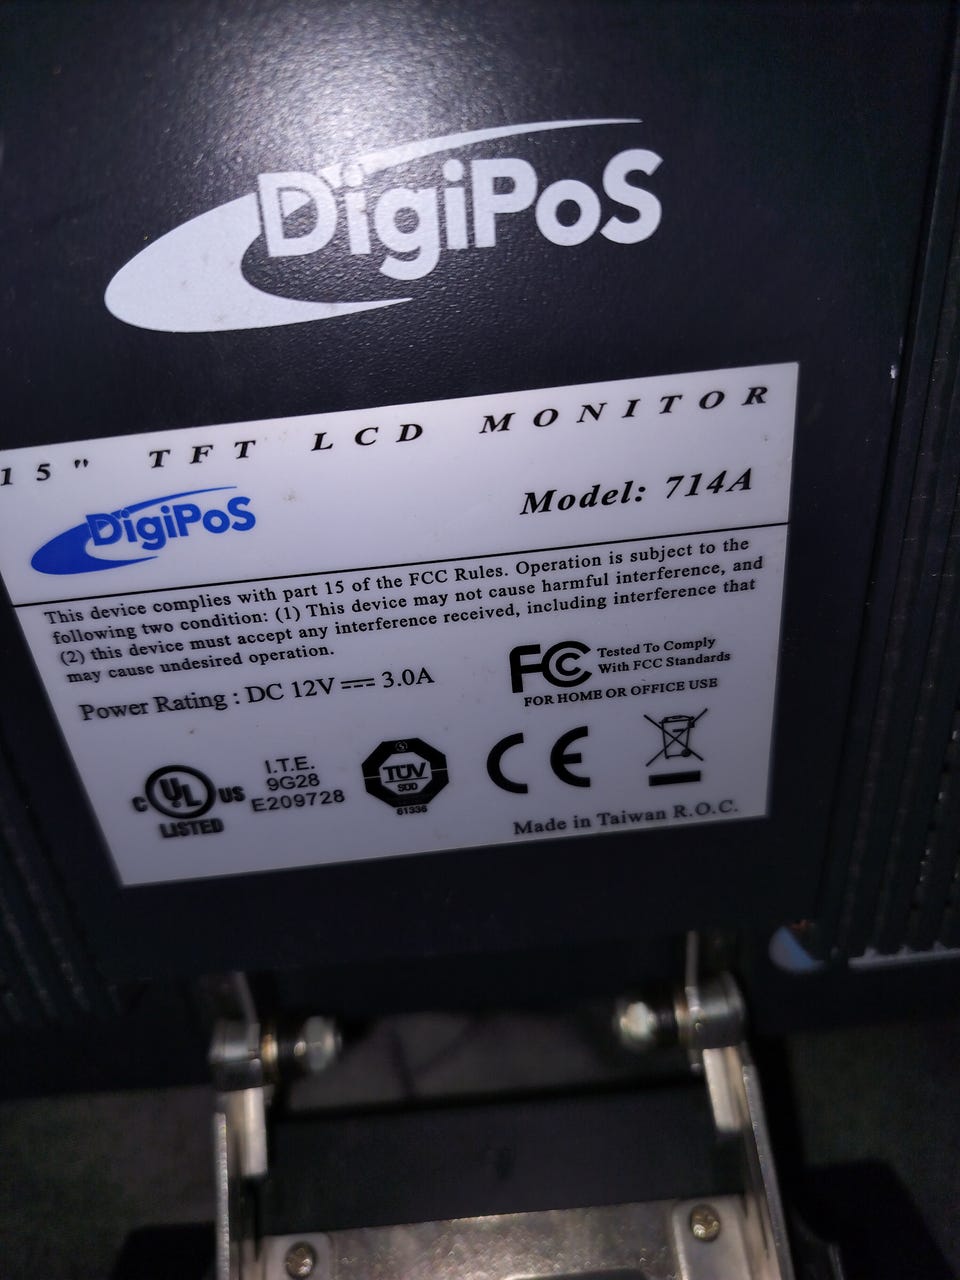 DigiPoS
15" TFT LCD MONITOR
DigiPoS
Model: 714A
This device complies with part 15 of the FCC Rules. Operation is subject to the
following two condition: (1) This device may not cause harmful interference, and
(2) this device must accept any interference received, including interference that
may cause undesired operation.
Power Rating : DC 12V ⎓ 3.0A
FC Tested To Comply
With FCC Standards
FOR HOME OR OFFICE USE
C UL US
LISTED
I.T.E.
9G28
E209728
TÜV
SÜD
61336
CE
Made in Taiwan R.O.C.